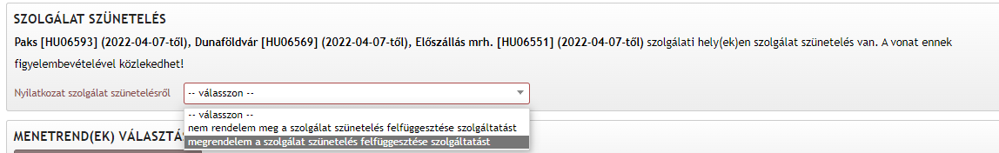 SZOLGÁLAT SZÜNETELÉS
Paks [HU06593] (2022-04-07-től), Dunaföldvár [HU06569] (2022-04-07-től), Előszállás mrh. [HU06551] (2022-04-07-től) szolgálati hely(ek)en szolgálat szünetelés van. A vonat ennek
figyelembevételével közlekedhet!
Nyilatkozat szolgálat szünetelésről -- válasszon --
-- válasszon --
nem rendelem meg a szolgálat szünetelés felfüggesztése szolgáltatást
megrendelem a szolgálat szünetelés felfüggesztése szolgáltatást
MENETREND(EK) VÁLASZTÁ